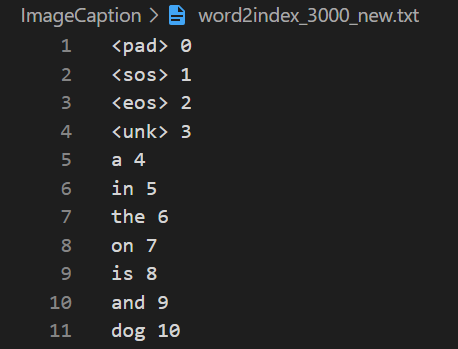 ImageCaption > word2index_3000_new.txt
1 <pad> 0
2 <sos> 1
3 <eos> 2
4 <unk> 3
5 a 4
6 in 5
7 the 6
8 on 7
9 is 8
10 and 9
11 dog 10